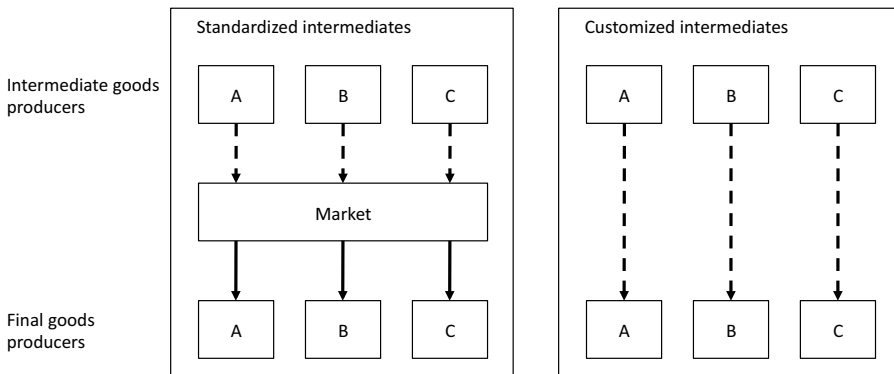 Standardized intermediates
Customized intermediates
Intermediate goods
producers
A B C
A B C
Market
Final goods
producers
A B C
A B C